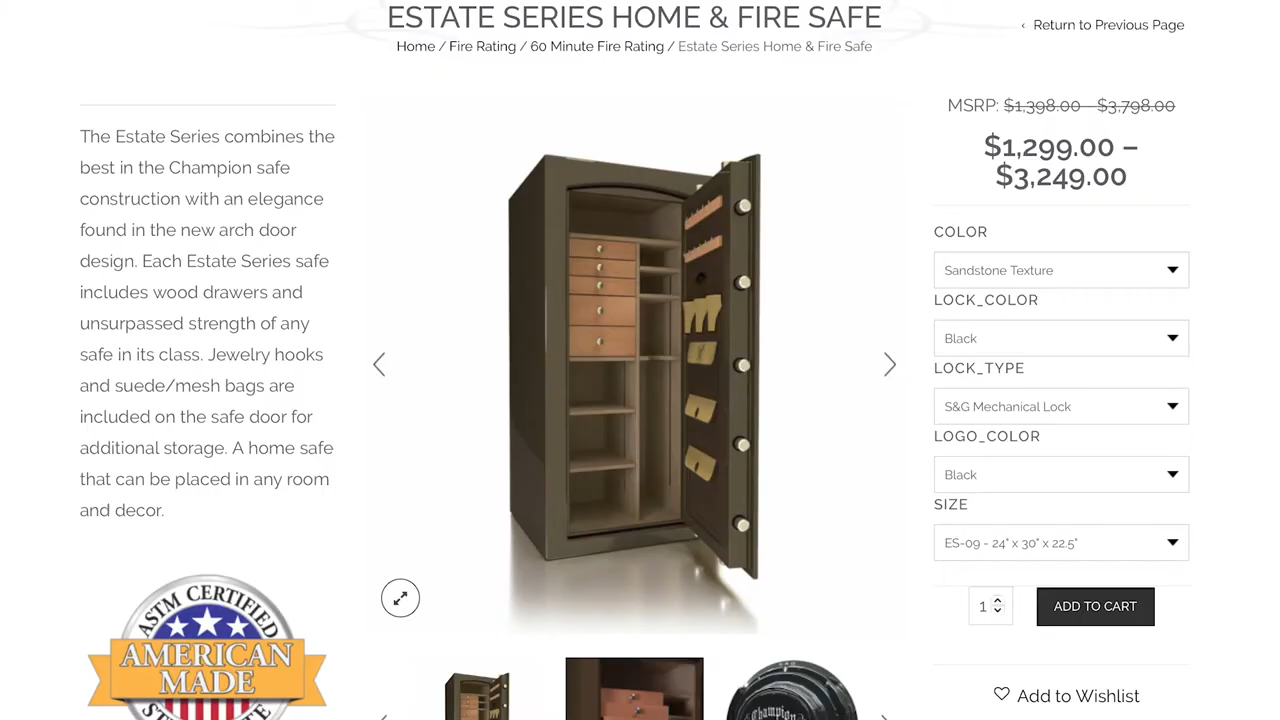 ESTATE SERIES HOME & FIRE SAFE
‹ Return to Previous Page
Home / Fire Rating / 60 Minute Fire Rating / Estate Series Home & Fire Safe
The Estate Series combines the
best in the Champion safe
construction with an elegance
found in the new arch door
design. Each Estate Series safe
includes wood drawers and
unsurpassed strength of any
safe in its class. Jewelry hooks
and suede/mesh bags are
included on the safe door for
additional storage. A home safe
that can be placed in any room
and decor.
ASTM CERTIFIED
AMERICAN
MADE
MSRP: $1,398.00 – $3,798.00
$1,299.00 –
$3,249.00
COLOR
Sandstone Texture
LOCK_COLOR
Black
LOCK_TYPE
S&G Mechanical Lock
LOGO_COLOR
Black
SIZE
ES-09 - 24" x 30" x 22.5"
1
ADD TO CART
Add to Wishlist
Champion